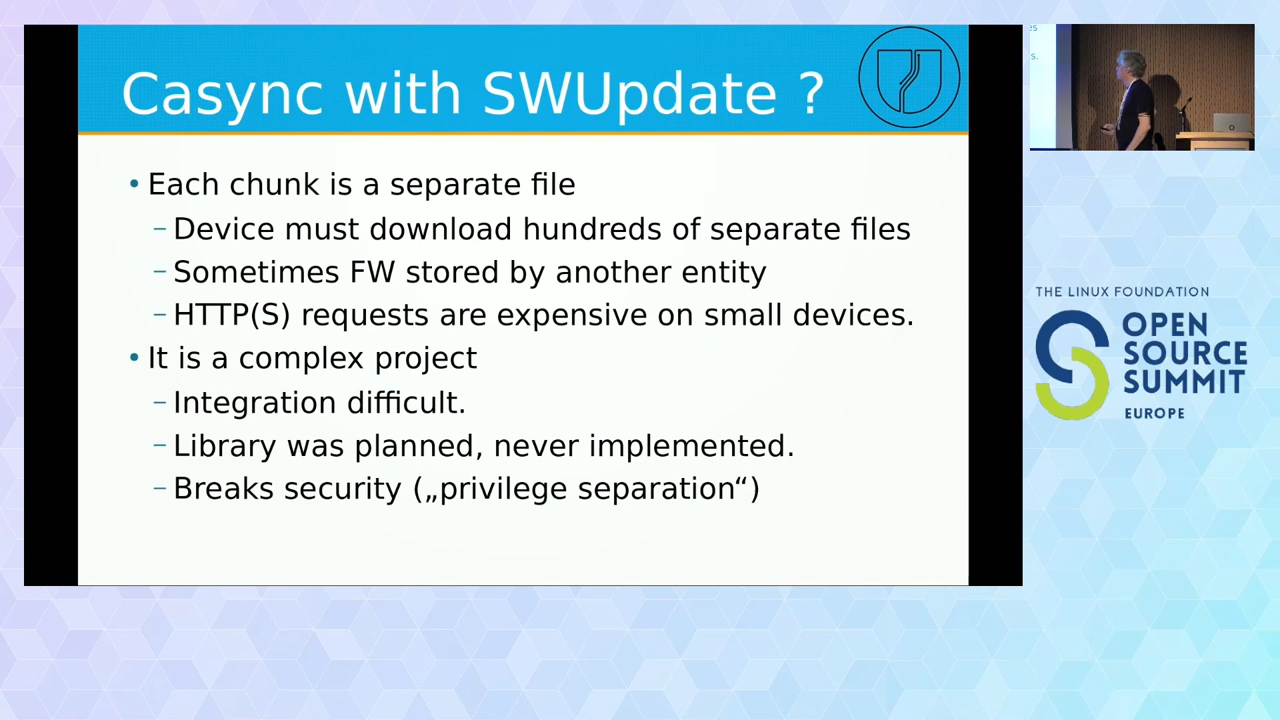 Casync with SWUpdate ?
• Each chunk is a separate file
– Device must download hundreds of separate files
– Sometimes FW stored by another entity
– HTTP(S) requests are expensive on small devices.
• It is a complex project
– Integration difficult.
– Library was planned, never implemented.
– Breaks security („privilege separation“)
THE LINUX FOUNDATION
OPEN
SOURCE
SUMMIT
EUROPE